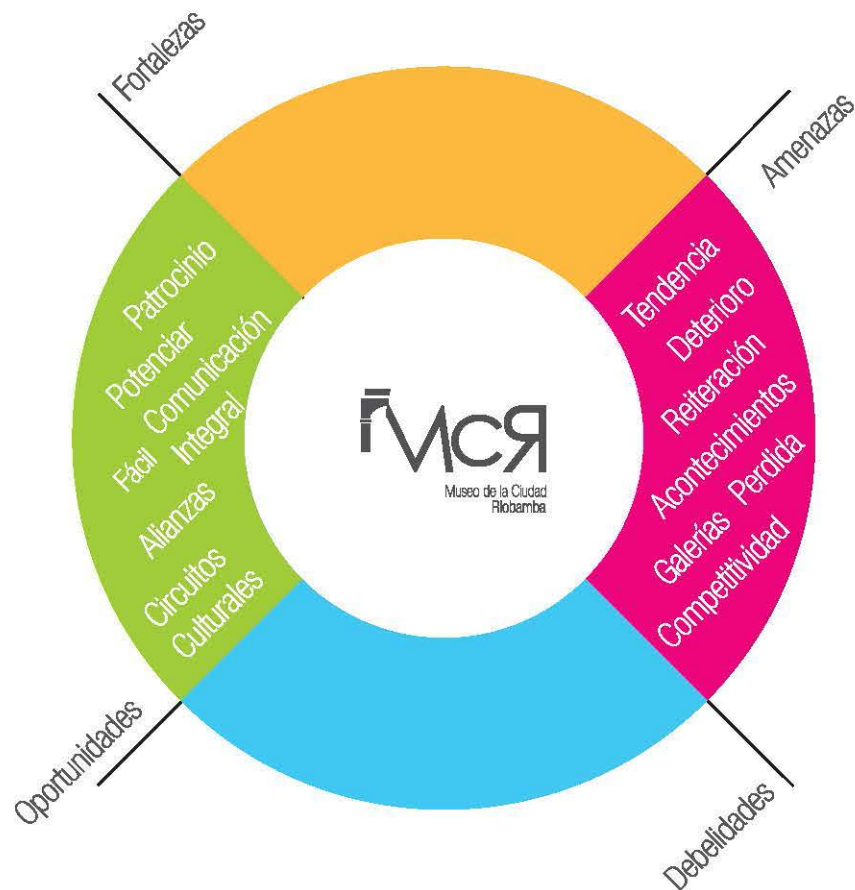 Fortalezas
Amenazas
Patrocinio
Potenciar
Comunicación
Fácil
Integral
Alianzas
Circuitos
Culturales
MCR
Museo de la Ciudad
Riobamba
Tendencia
Deterioro
Reiteración
Acontecimientos
Galerías
Perdida
Competitividad
Oportunidades
Debelidades